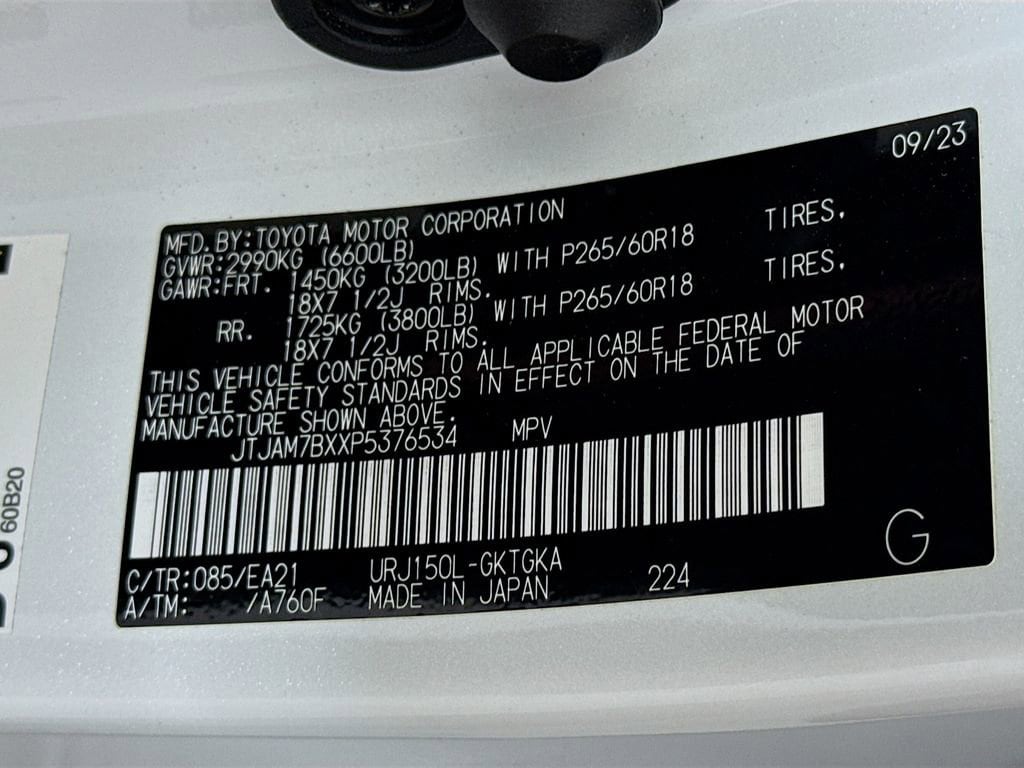 09/23
MFD. BY:TOYOTA MOTOR CORPORATION
GVWR:2990KG (6600LB)
GAWR:FRT. 1450KG (3200LB) WITH P265/60R18 TIRES.
18X7 1/2J RIMS.
RR. 1725KG (3800LB) WITH P265/60R18 TIRES.
18X7 1/2J RIMS.
THIS VEHICLE CONFORMS TO ALL APPLICABLE FEDERAL MOTOR
VEHICLE SAFETY STANDARDS IN EFFECT ON THE DATE OF
MANUFACTURE SHOWN ABOVE.
JTJAM7BXXP5376534 MPV
C/TR:085/EA21 URJ150L-GKTGKA
A/TM: /A760F MADE IN JAPAN 224
G
60B20